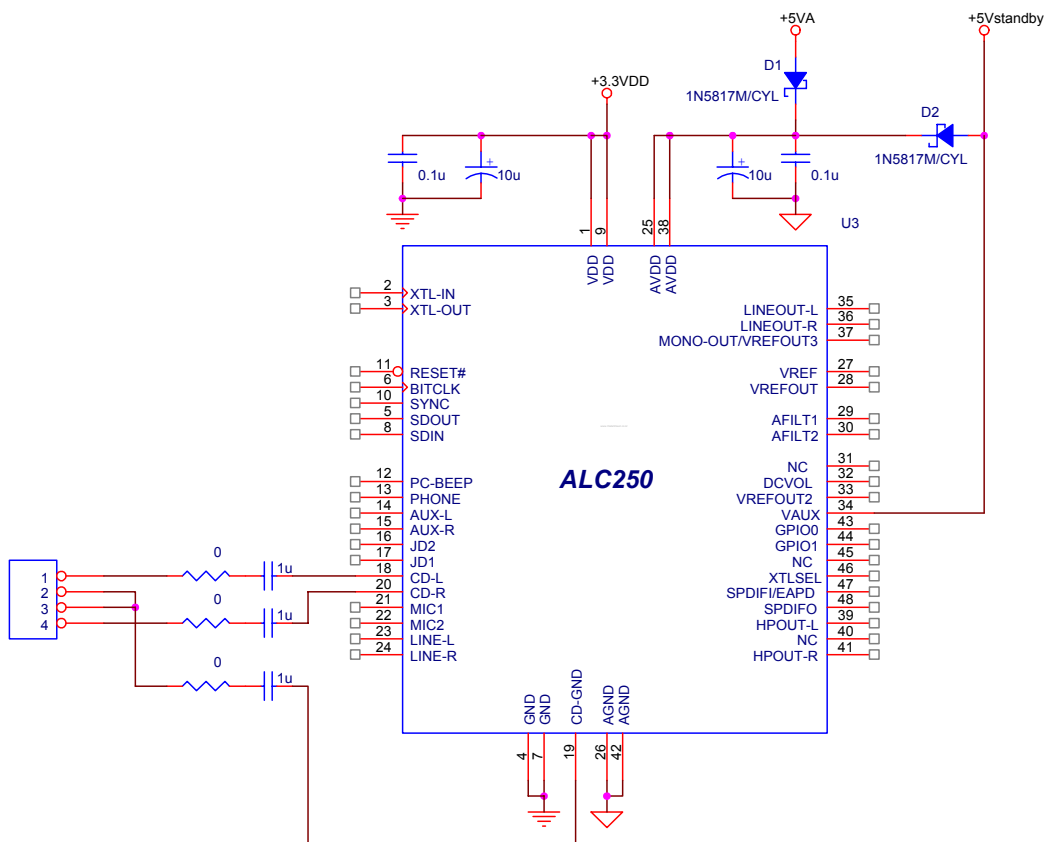 +5VA
+5Vstandby
D1
1N5817M/CYL
+3.3VDD
D2
1N5817M/CYL
0.1u
+
10u
+
10u
0.1u
U3
1
9
25
38
VDD
VDD
AVDD
AVDD
2 XTL-IN
3 XTL-OUT
11 RESET#
6 BITCLK
10 SYNC
5 SDOUT
8 SDIN
12 PC-BEEP
13 PHONE
14 AUX-L
15 AUX-R
16 JD2
17 JD1
18 CD-L
20 CD-R
21 MIC1
22 MIC2
23 LINE-L
24 LINE-R
ALC250
LINEOUT-L 35
LINEOUT-R 36
MONO-OUT/VREFOUT3 37
VREF 27
VREFOUT 28
AFILT1 29
AFILT2 30
NC 31
DCVOL 32
VREFOUT2 33
VAUX 34
GPIO0 43
GPIO1 44
NC 45
XTLSEL 46
SPDIFI/EAPD 47
SPDIFO 48
HPOUT-L 39
NC 40
HPOUT-R 41
1
2
3
4
0
1u
0
1u
0
1u
GND
GND
CD-GND
AGND
AGND
4
7
19
26
42